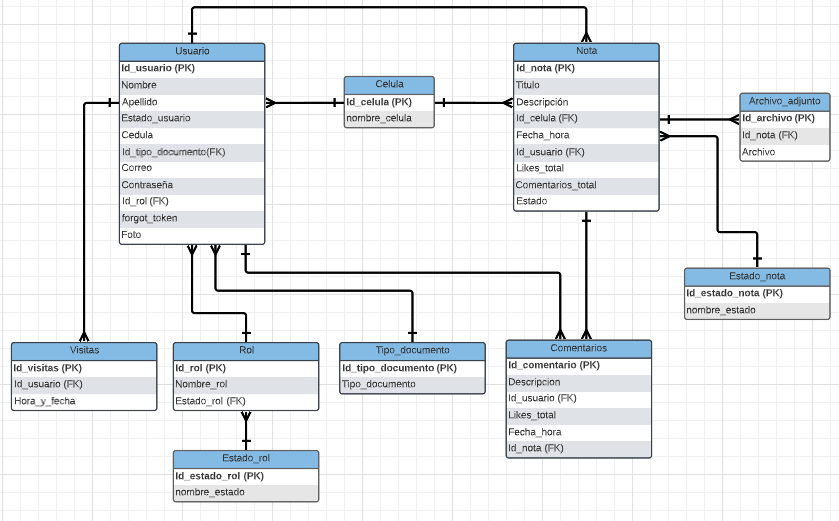 Usuario
Id_usuario (PK)
Nombre
Apellido
Estado_usuario
Cedula
Id_tipo_documento(FK)
Correo
Contraseña
Id_rol (FK)
forgot_token
Foto
Celula
Id_celula (PK)
nombre_celula
Nota
Id_nota (PK)
Titulo
Descripción
Id_celula (FK)
Fecha_hora
Id_usuario (FK)
Likes_total
Comentarios_total
Estado
Archivo_adjunto
Id_archivo (PK)
Id_nota (FK)
Archivo
Estado_nota
Id_estado_nota (PK)
nombre_estado
Visitas
Id_visitas (PK)
Id_usuario (FK)
Hora_y_fecha
Rol
Id_rol (PK)
Nombre_rol
Estado_rol (FK)
Tipo_documento
Id_tipo_documento (PK)
Tipo_documento
Comentarios
Id_comentario (PK)
Descripcion
Id_usuario (FK)
Likes_total
Fecha_hora
Id_nota (FK)
Estado_rol
Id_estado_rol (PK)
nombre_estado